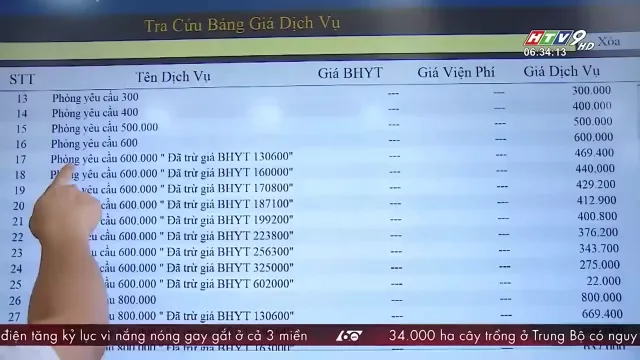 Tra Cứu Bảng Giá Dịch Vụ
HTV9 HD
06:34:13
Xóa
STT Tên Dịch Vụ Giá BHYT Giá Viện Phí Giá Dịch Vụ
13 Phòng yêu cầu 300 --- --- 300.000
14 Phòng yêu cầu 400 --- --- 400.000
15 Phòng yêu cầu 500.000 --- --- 500.000
16 Phòng yêu cầu 600 --- --- 600.000
17 Phòng yêu cầu 600.000 " Đã trừ giá BHYT 130600" --- --- 469.400
18 yêu cầu 600.000 " Đã trừ giá BHYT 160000" --- --- 440.000
19 yêu cầu 600.000 " Đã trừ giá BHYT 170800" --- --- 429.200
20 cầu 600.000 " Đã trừ giá BHYT 187100" --- --- 412.900
21 cầu 600.000 " Đã trừ giá BHYT 199200" --- --- 400.800
22 cầu 600.000 " Đã trừ giá BHYT 223800" --- --- 376.200
23 cầu 600.000 " Đã trừ giá BHYT 256300" --- --- 343.700
24 cầu 600.000 " Đã trừ giá BHYT 325000" --- --- 275.000
25 cầu 600.000 " Đã trừ giá BHYT 602000" --- --- 22.000
26 cầu 800.000 --- --- 800.000
27 cầu 800.000 " Đã trừ giá BHYT 130600" --- --- 669.400
điện tăng kỷ lục vì nắng nóng gay gắt ở cả 3 miền 60 34.000 ha cây trồng ở Trung Bộ có nguy